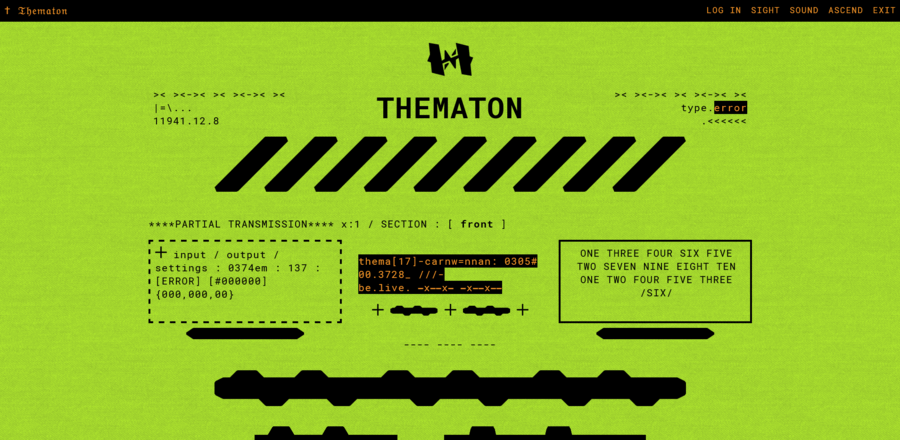 † 𝕿𝖍𝖊𝖒𝖆𝖙𝖔𝖓
LOG IN SIGHT SOUND ASCEND EXIT
>< ><->< >< ><->< ><
|=\...
11941.12.8
THEMATON
>< ><->< >< ><->< ><
type.error
.<<<<<<
****PARTIAL TRANSMISSION**** x:1 / SECTION : [ front ]
+ input / output /
settings : 0374em : 137 :
[ERROR] [#000000]
{000,000,00}
thema[17]-carnw=nnan: 0305#
00.3728_ ///-
be.live. —x——x— —x——x——
---- ---- ----
ONE THREE FOUR SIX FIVE
TWO SEVEN NINE EIGHT TEN
ONE TWO FOUR FIVE THREE
/SIX/